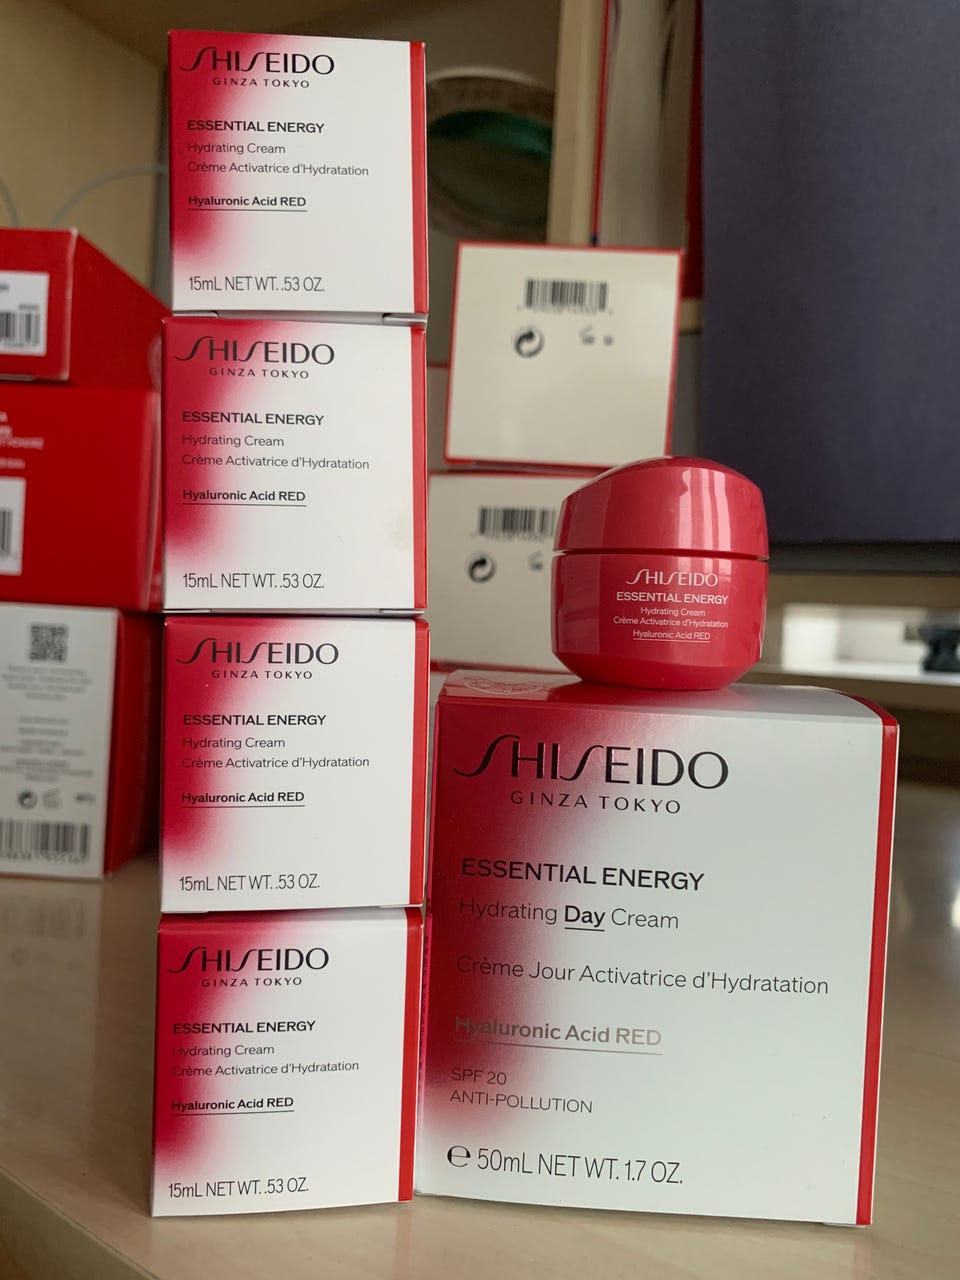 SHISEIDO
GINZA TOKYO
ESSENTIAL ENERGY
Hydrating Cream
Crème Activatrice d'Hydratation
Hyaluronic Acid RED
15mL NET WT. .53 OZ.
SHISEIDO
GINZA TOKYO
ESSENTIAL ENERGY
Hydrating Cream
Crème Activatrice d'Hydratation
Hyaluronic Acid RED
15mL NET WT. .53 OZ.
SHISEIDO
GINZA TOKYO
ESSENTIAL ENERGY
Hydrating Cream
Crème Activatrice d'Hydratation
Hyaluronic Acid RED
15mL NET WT. .53 OZ.
SHISEIDO
GINZA TOKYO
ESSENTIAL ENERGY
Hydrating Cream
Crème Activatrice d'Hydratation
Hyaluronic Acid RED
15mL NET WT. .53 OZ.
SHISEIDO
ESSENTIAL ENERGY
Hydrating Cream
Crème Activatrice d'Hydratation
Hyaluronic Acid RED
SHISEIDO
GINZA TOKYO
ESSENTIAL ENERGY
Hydrating Day Cream
Crème Jour Activatrice d'Hydratation
Hyaluronic Acid RED
SPF 20
ANTI-POLLUTION
℮ 50mL NET WT. 1.7 OZ.